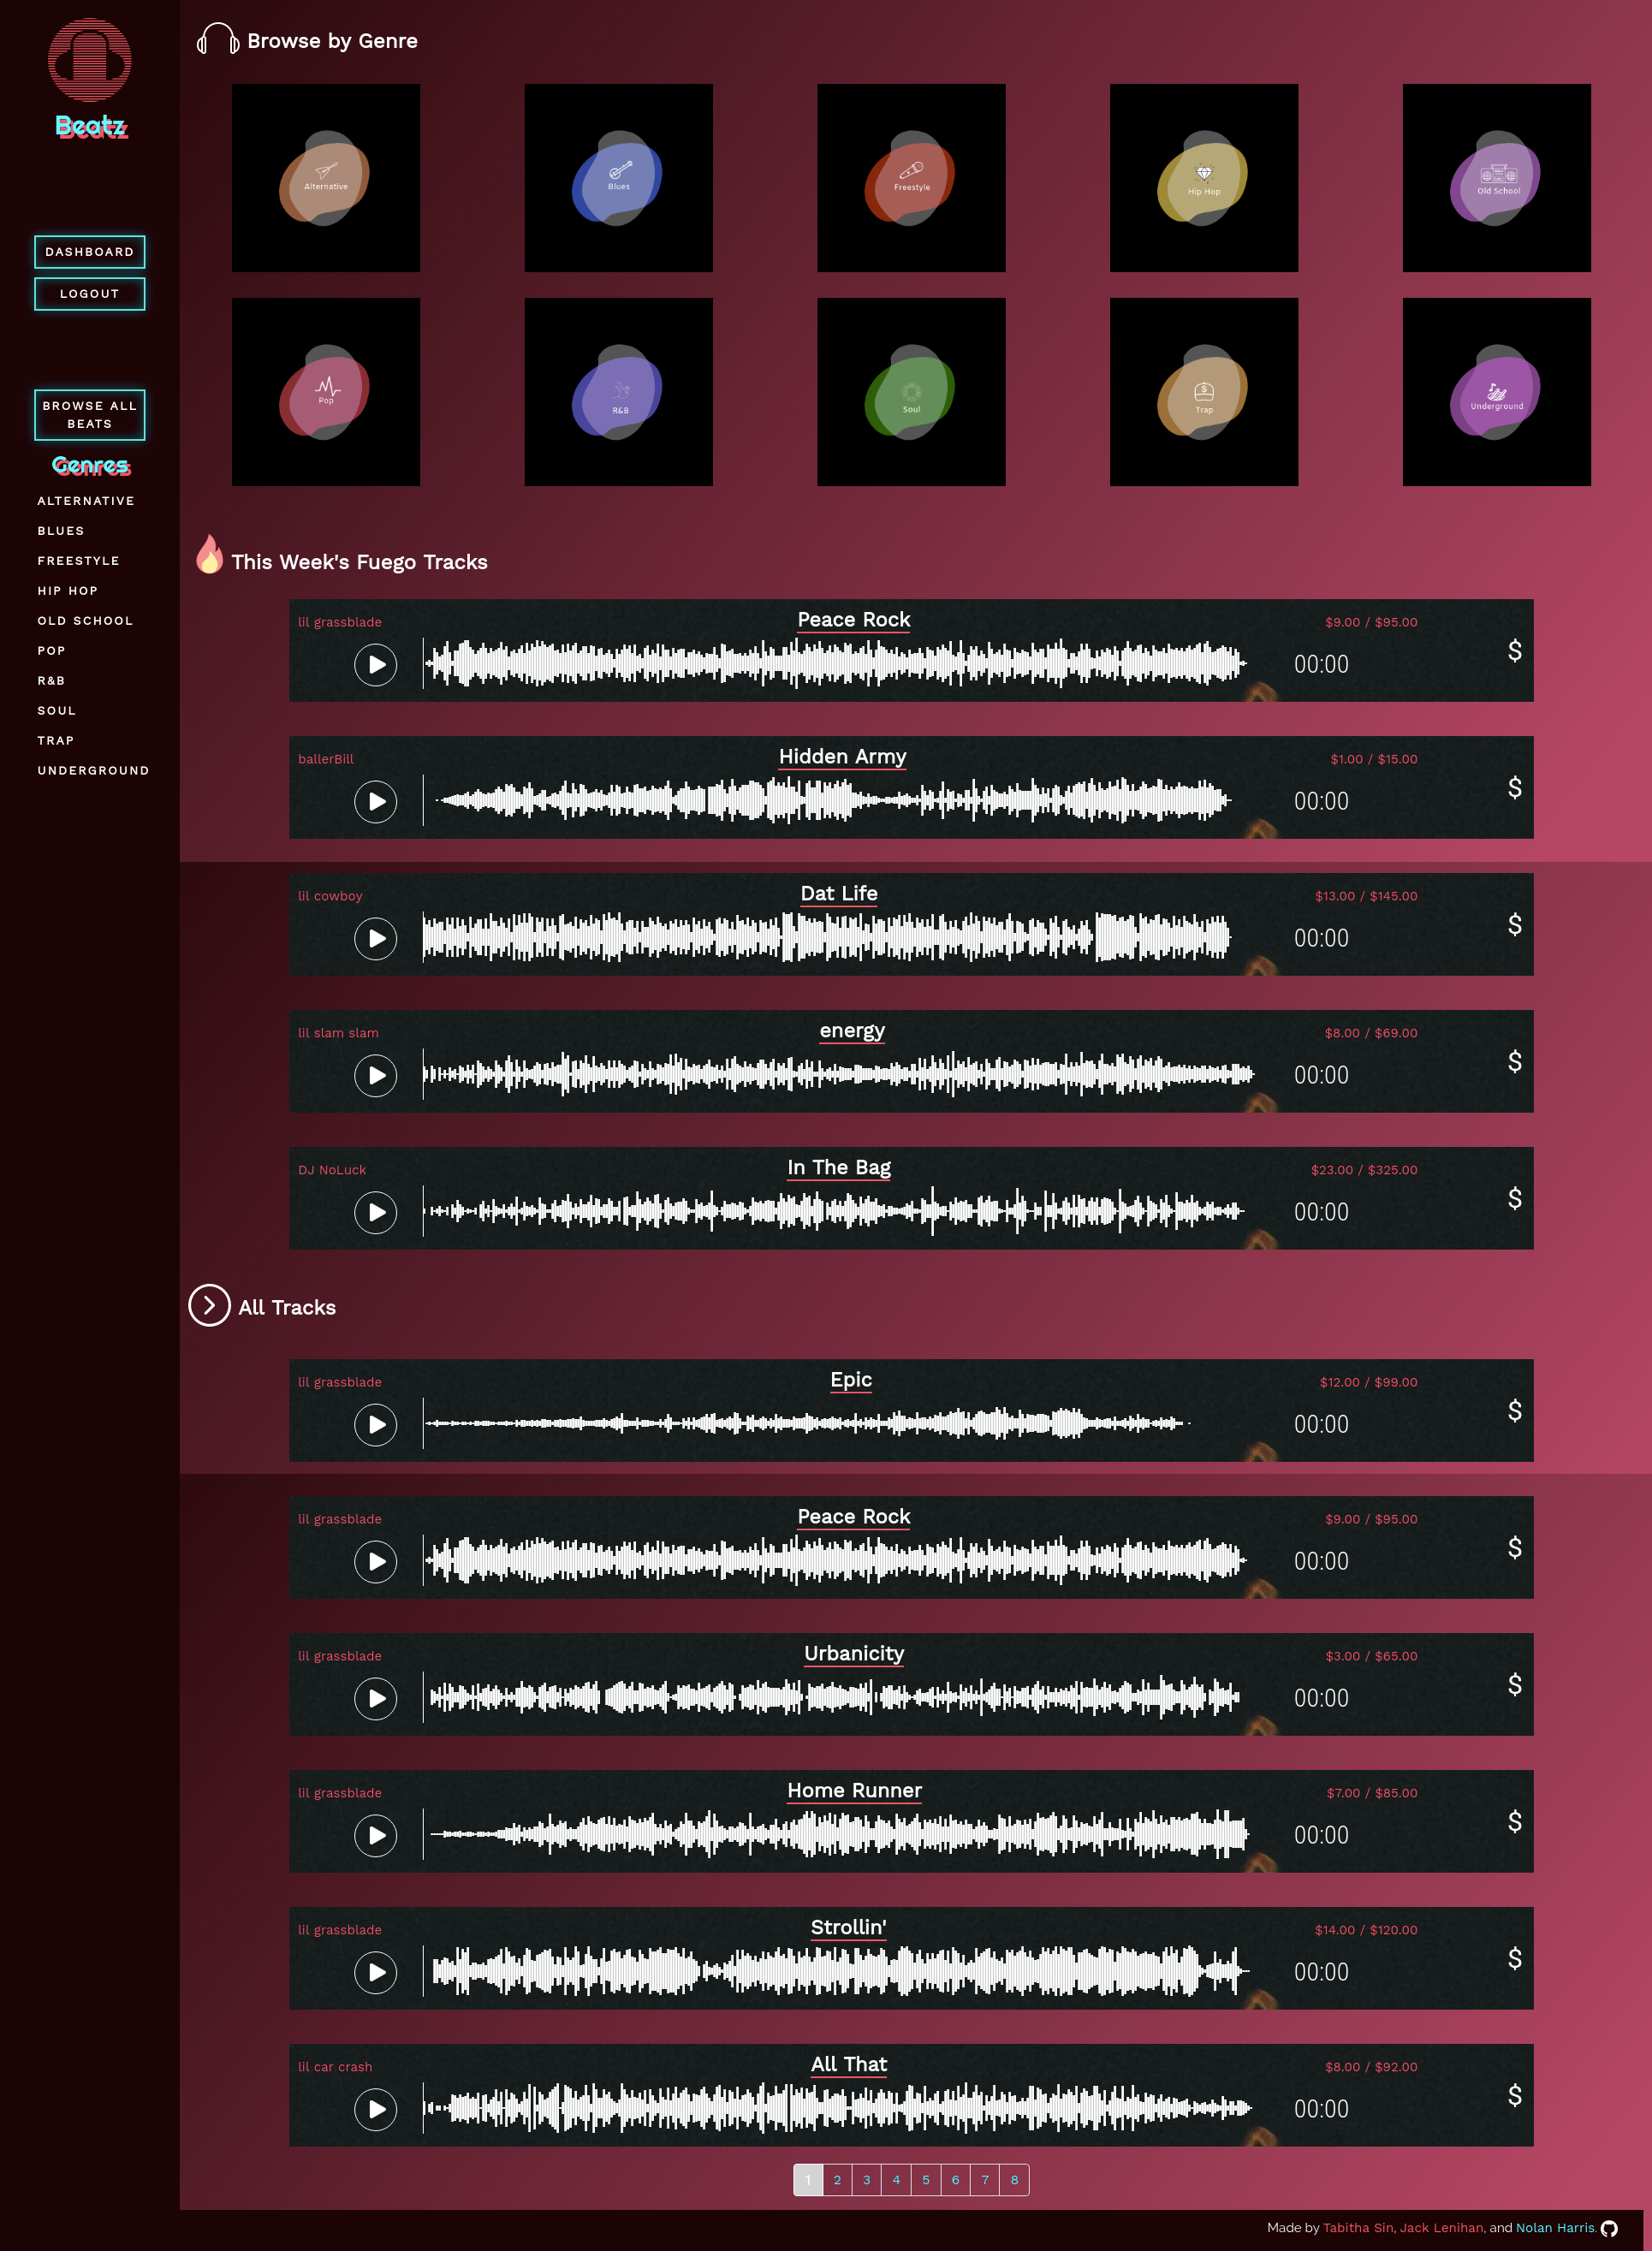 Beatz
DASHBOARD
LOGOUT
BROWSE ALL
BEATS
Genres
ALTERNATIVE
BLUES
FREESTYLE
HIP HOP
OLD SCHOOL
POP
R&B
SOUL
TRAP
UNDERGROUND
Browse by Genre
Alternative
Blues
Freestyle
Hip Hop
Old School
Pop
R&B
Soul
$
Trap
Underground
This Week's Fuego Tracks
lil grassblade
Peace Rock
$9.00 / $95.00
00:00
$
ballerBill
Hidden Army
$1.00 / $15.00
00:00
$
lil cowboy
Dat Life
$13.00 / $145.00
00:00
$
lil slam slam
energy
$8.00 / $69.00
00:00
$
DJ NoLuck
In The Bag
$23.00 / $325.00
00:00
$
All Tracks
lil grassblade
Epic
$12.00 / $99.00
00:00
$
lil grassblade
Peace Rock
$9.00 / $95.00
00:00
$
lil grassblade
Urbanicity
$3.00 / $65.00
00:00
$
lil grassblade
Home Runner
$7.00 / $85.00
00:00
$
lil grassblade
Strollin'
$14.00 / $120.00
00:00
$
lil car crash
All That
$8.00 / $92.00
00:00
$
1 2 3 4 5 6 7 8
Made by Tabitha Sin, Jack Lenihan, and Nolan Harris.